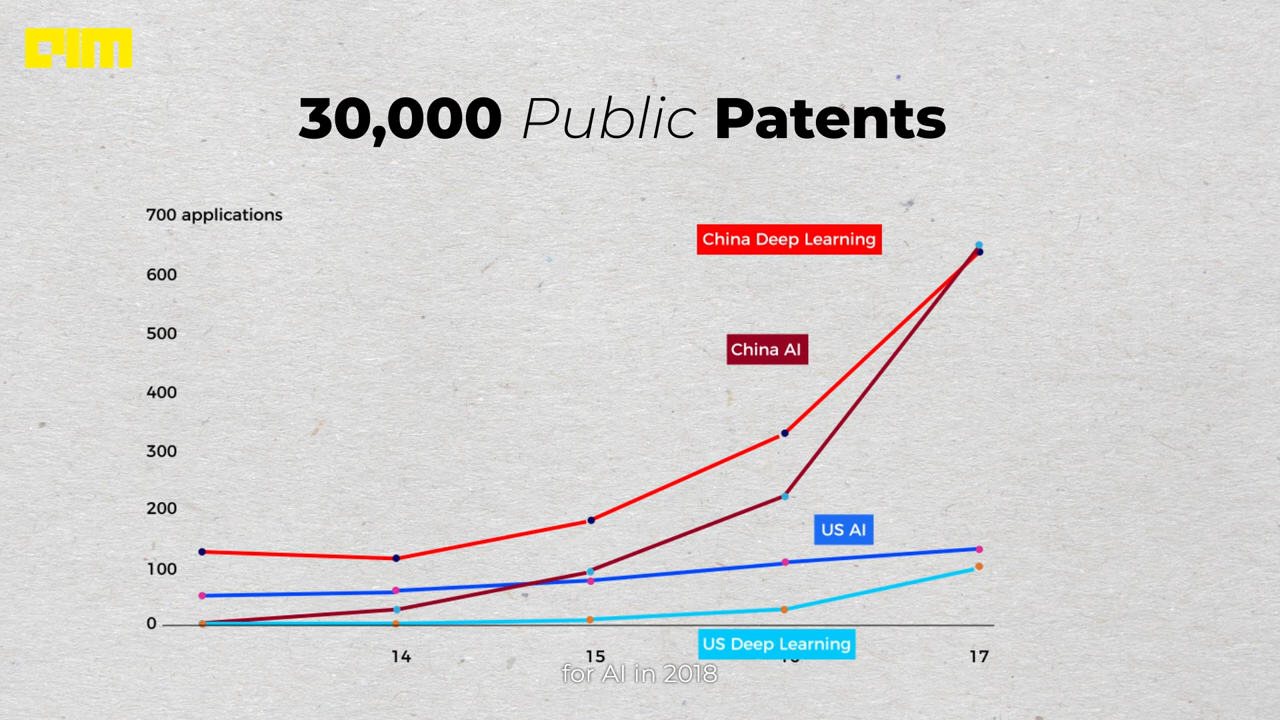 aim
30,000 Public Patents
700 applications
China Deep Learning
600
500
China AI
400
300
200
US AI
100
0
US Deep Learning
14
15
17
for AI in 2018